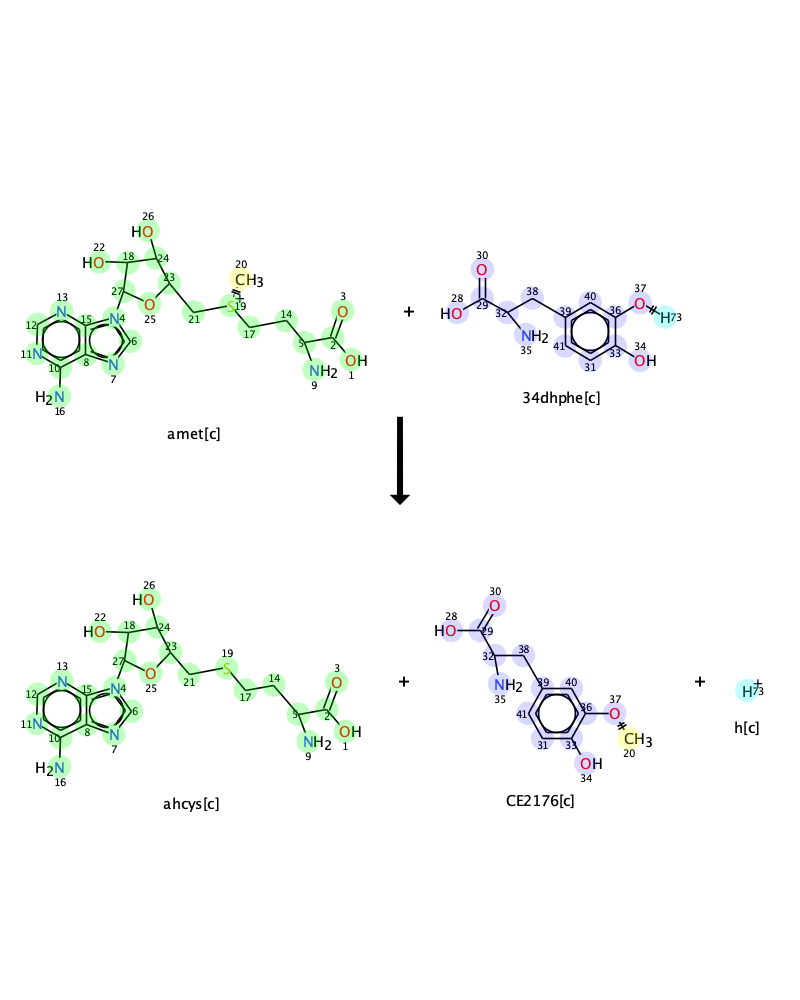 26
HO
22
HO
18
24
23
20
CH3
+
S
19
27
O
25
21
13
N
12
15
N
4
6
11
N
10
8
N
7
H2N
16
17
14
5
3
O
2
OH
1
NH2
9
amet[c]
+
30
O
28
HO
29
32
38
NH2
35
39
40
36
37
O
H
73
41
33
34
OH
31
34dhphe[c]
26
HO
22
HO
18
24
23
19
S
27
O
25
21
13
N
12
15
N
4
6
11
N
10
8
N
7
H2N
16
17
14
5
3
O
2
OH
1
NH2
9
ahcys[c]
+
30
O
28
HO
29
32
38
NH2
35
39
40
36
37
O
CH3
20
41
31
33
OH
34
CE2176[c]
+
H
+
73
h[c]